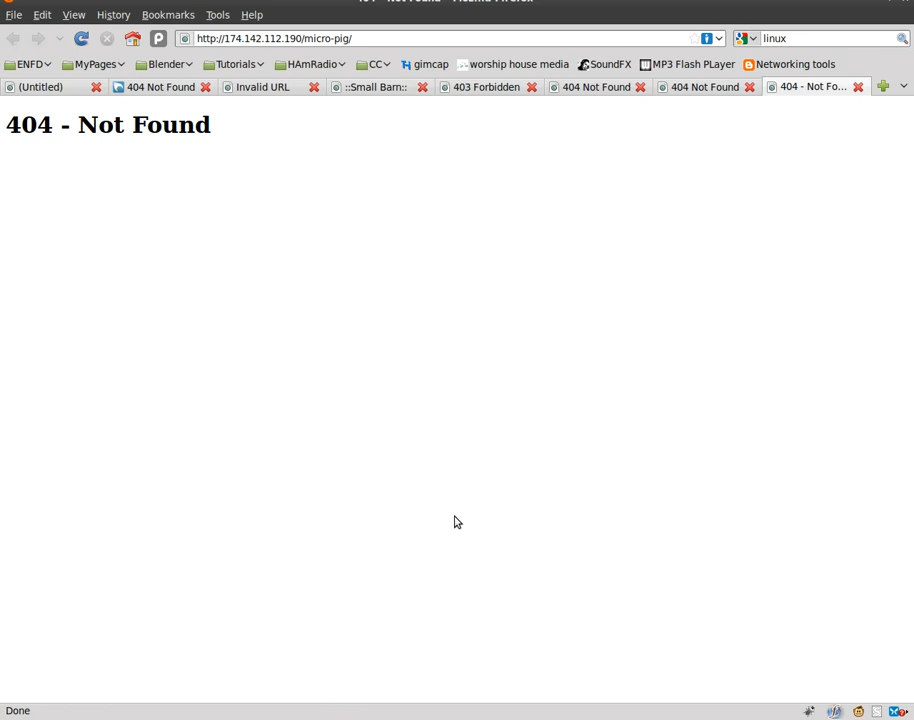 File Edit View History Bookmarks Tools Help
http://174.142.112.190/micro-pig/ linux
ENFD MyPages Blender Tutorials HAmRadio CC gimcap worship house media SoundFX MP3 Flash PLayer Networking tools
(Untitled) 404 Not Found Invalid URL ::Small Barn:: 403 Forbidden 404 Not Found 404 Not Found 404 - Not Fo...
404 - Not Found
Done